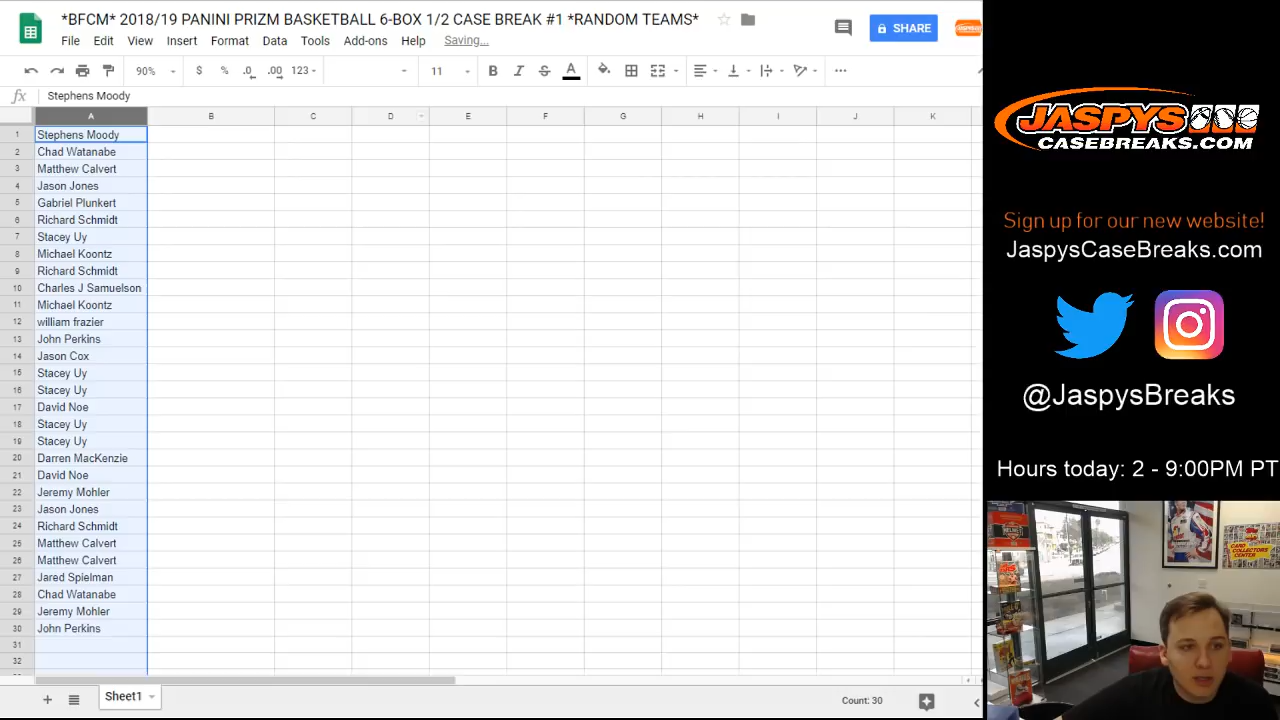 *BFCM* 2018/19 PANINI PRIZM BASKETBALL 6-BOX 1/2 CASE BREAK #1 *RANDOM TEAMS*
File Edit View Insert Format Data Tools Add-ons Help Saving...
SHARE
90% $ % .0 .00 123 11 B I S A
fx Stephens Moody
A B C D E F G H I J K
1 Stephens Moody
2 Chad Watanabe
3 Matthew Calvert
4 Jason Jones
5 Gabriel Plunkert
6 Richard Schmidt
7 Stacey Uy
8 Michael Koontz
9 Richard Schmidt
10 Charles J Samuelson
11 Michael Koontz
12 william frazier
13 John Perkins
14 Jason Cox
15 Stacey Uy
16 Stacey Uy
17 David Noe
18 Stacey Uy
19 Stacey Uy
20 Darren MacKenzie
21 David Noe
22 Jeremy Mohler
23 Jason Jones
24 Richard Schmidt
25 Matthew Calvert
26 Matthew Calvert
27 Jared Spielman
28 Chad Watanabe
29 Jeremy Mohler
30 John Perkins
31
32
Sheet1
Count: 30
JASPYS
CASEBREAKS.COM
Sign up for our new website!
JaspysCaseBreaks.com
@JaspysBreaks
Hours today: 2 - 9:00PM PT
CARD
COLLECTORS
CENTER